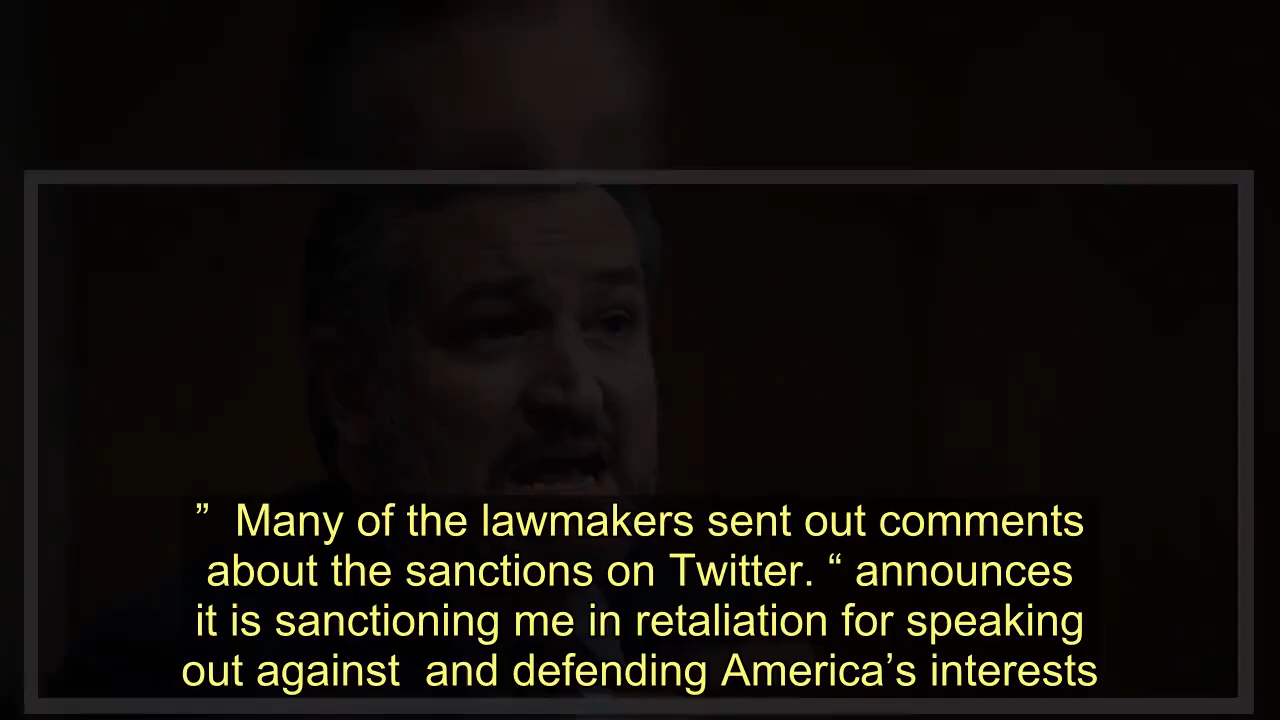 ”  Many of the lawmakers sent out comments
about the sanctions on Twitter. “ announces
it is sanctioning me in retaliation for speaking
out against  and defending America’s interests